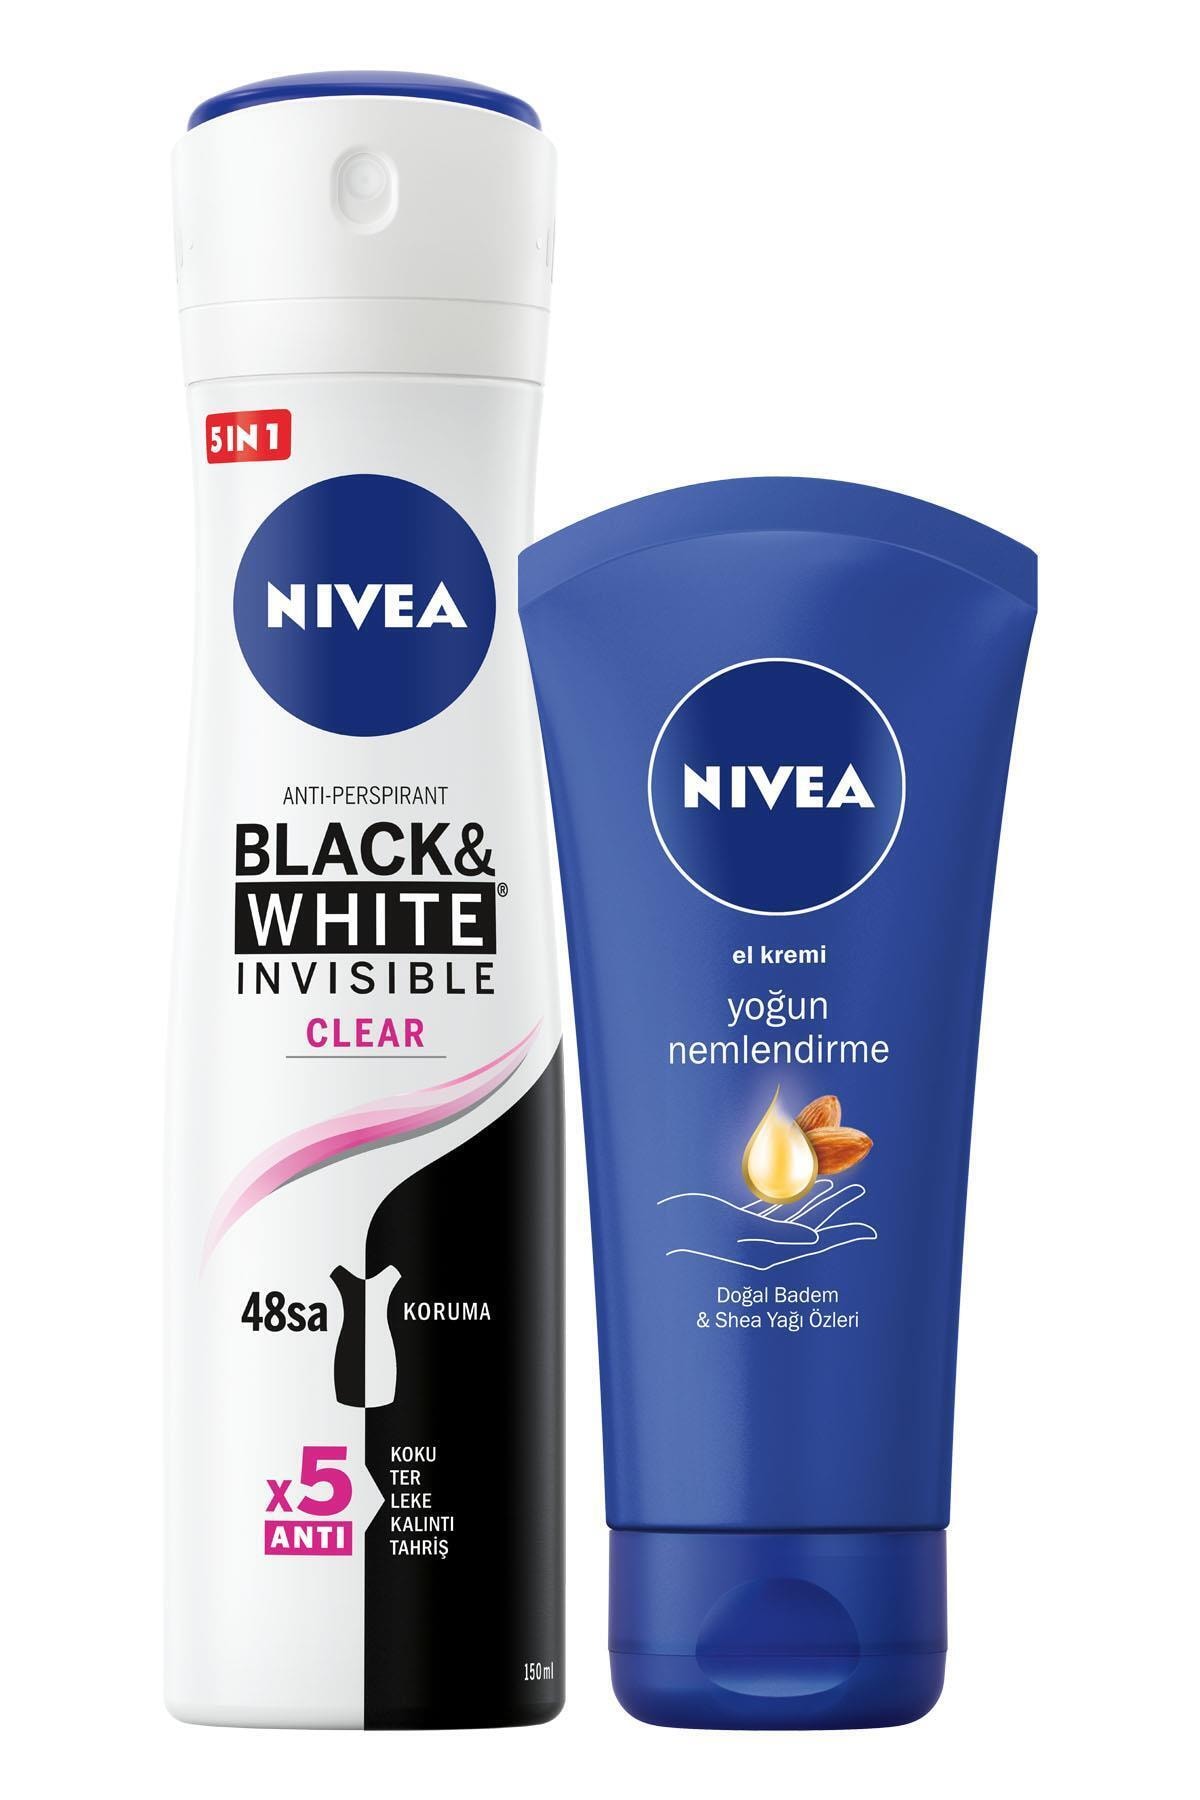 5 IN 1
NIVEA
ANTI-PERSPIRANT
BLACK&
WHITE®
INVISIBLE
CLEAR
48sa KORUMA
x5
ANTI
KOKU
TER
LEKE
KALINTI
TAHRİŞ
150 ml
NIVEA
el kremi
yoğun
nemlendirme
Doğal Badem
& Shea Yağı Özleri